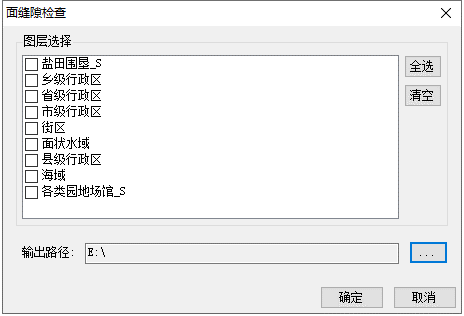 面缝隙检查
图层选择
盐田围垦_S
乡级行政区
省级行政区
市级行政区
街区
面状水域
县级行政区
海域
各类园地场馆_S
全选
清空
输出路径: E:\ ...
确定 取消